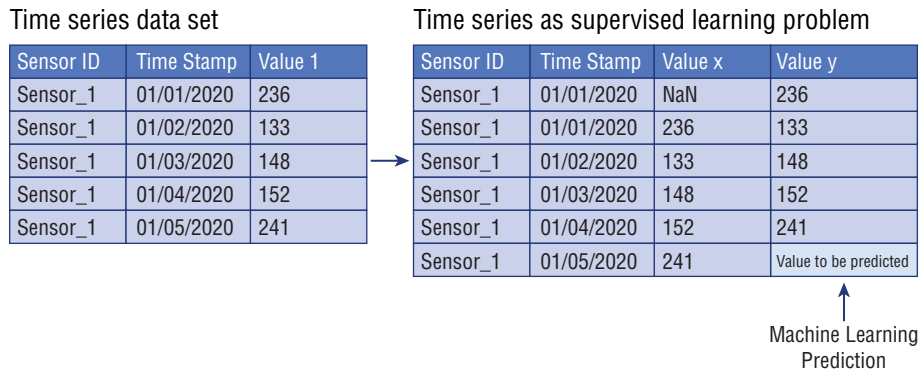 Time series data set
Sensor ID Time Stamp Value 1
Sensor_1 01/01/2020 236
Sensor_1 01/02/2020 133
Sensor_1 01/03/2020 148
Sensor_1 01/04/2020 152
Sensor_1 01/05/2020 241
Time series as supervised learning problem
Sensor ID Time Stamp Value x Value y
Sensor_1 01/01/2020 NaN 236
Sensor_1 01/01/2020 236 133
Sensor_1 01/02/2020 133 148
Sensor_1 01/03/2020 148 152
Sensor_1 01/04/2020 152 241
Sensor_1 01/05/2020 241 Value to be predicted
Machine Learning
Prediction